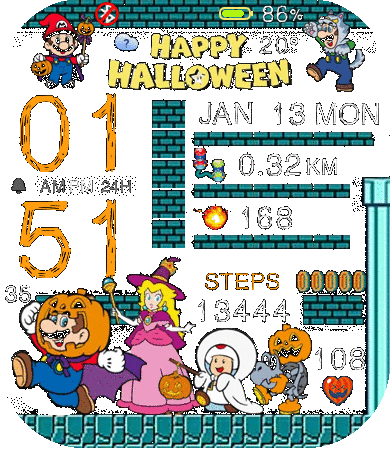 86%
HAPPY 20°
HALLOWEEN
01
JAN 13 MON
0.32 KM
AM PM 24H
51
168
STEPS
35
13444
108